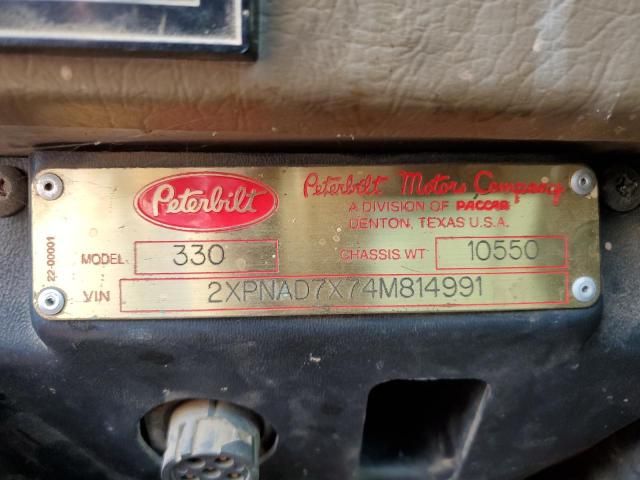 Peterbilt
Peterbilt Motors Company
A DIVISION OF PACCAR
DENTON, TEXAS U.S.A.
MODEL 330 CHASSIS WT 10550
VIN 2XPNAD7X74M814991
22-00001